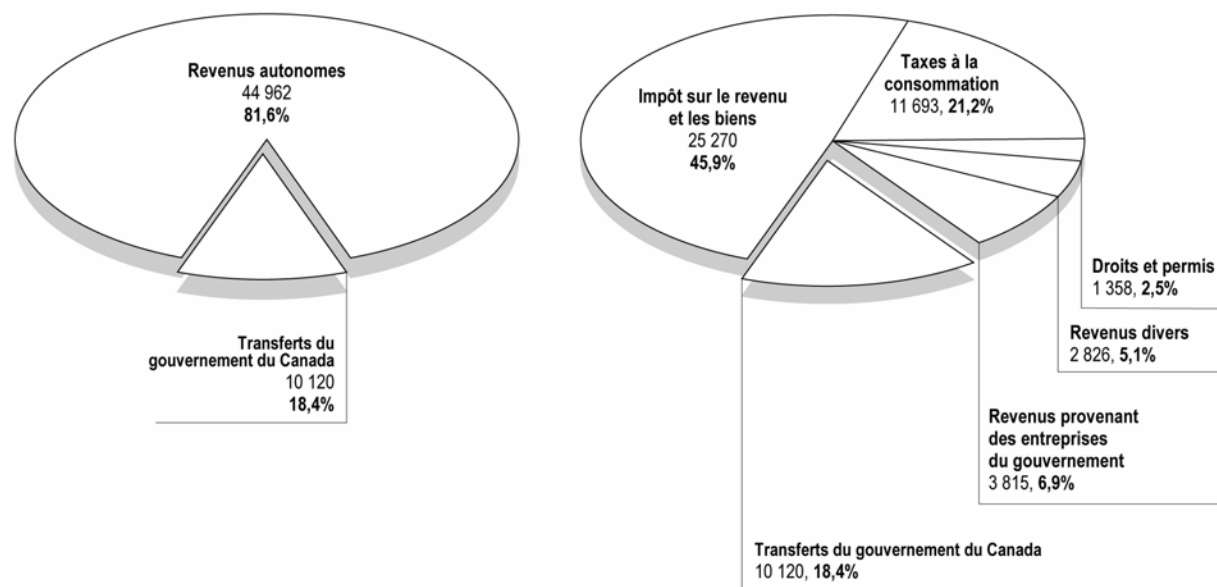 Revenus autonomes
44 962
81,6%
Transferts du
gouvernement du Canada
10 120
18,4%
Impôt sur le revenu
et les biens
25 270
45,9%
Taxes à la
consommation
11 693, 21,2%
Droits et permis
1 358, 2,5%
Revenus divers
2 826, 5,1%
Revenus provenant
des entreprises
du gouvernement
3 815, 6,9%
Transferts du gouvernement du Canada
10 120, 18,4%